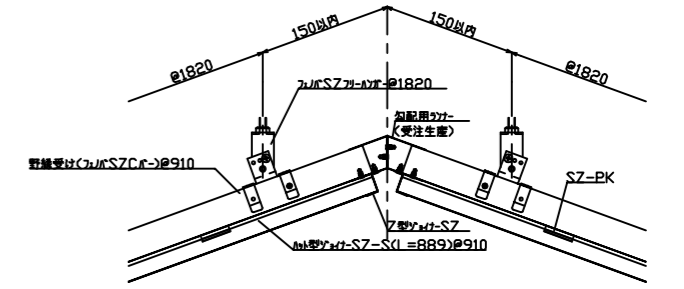 150以内
150以内
@1820
@1820
フェノバSZフリーハンガー@1820
勾配用ランナー
(受注生産)
野縁受け(フェノバSZCバー)@910
SZ-PK
Z型ジョイナーSZ
ハット型ジョイナーSZ-S(L=889)@910